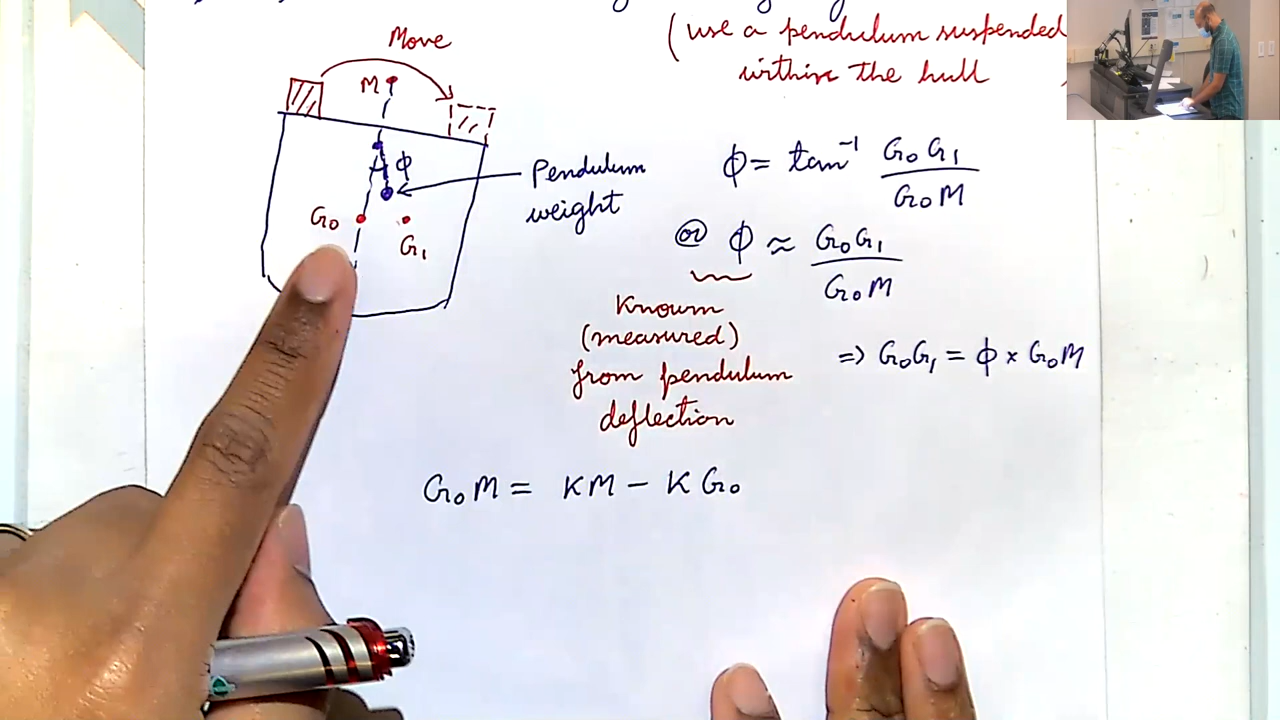 (use a pendulum suspended
within the hull
Move
M
ϕ
Pendulum
weight
G₀
G₁
ϕ = tan⁻¹ G₀G₁ / G₀M
or ϕ ≈ G₀G₁ / G₀M
Known
(measured)
from pendulum
deflection
⇒ G₀G₁ = ϕ × G₀M
G₀M = KM − KG₀